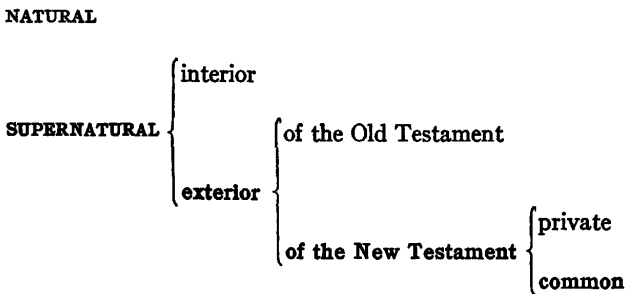 NATURAL
interior
SUPERNATURAL
of the Old Testament
exterior
private
of the New Testament
common